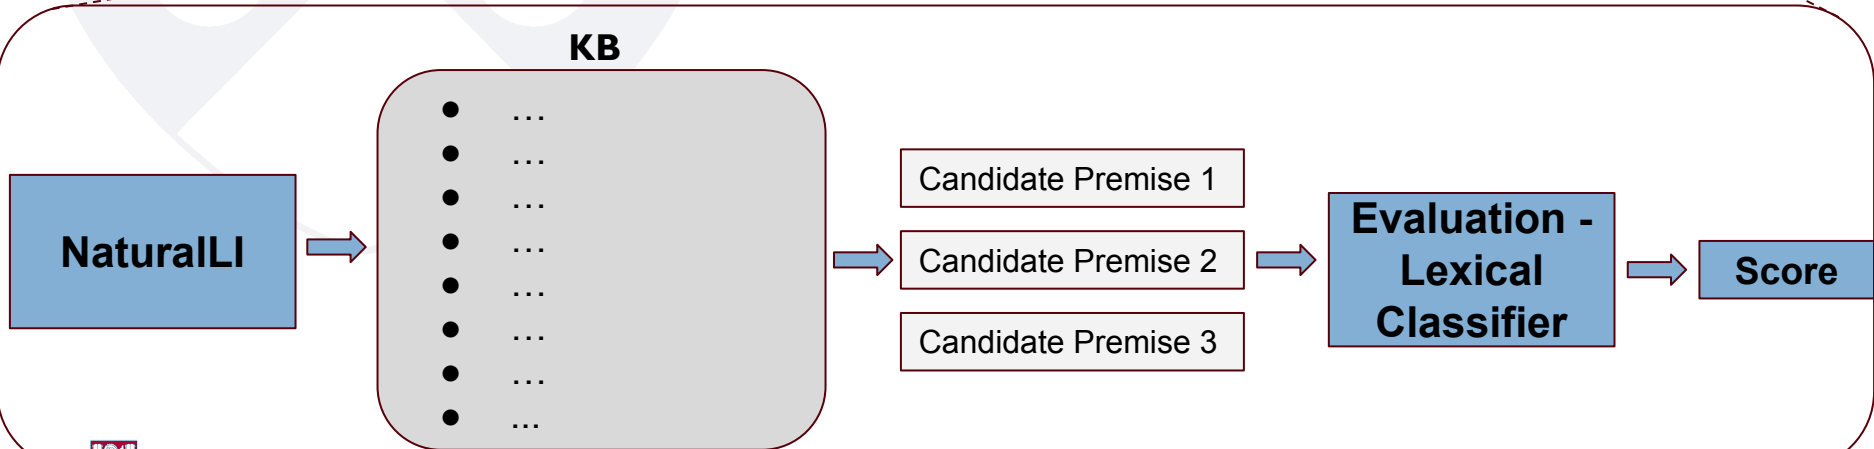 KB
NaturalLI
● ...
● ...
● ...
● ...
● ...
● ...
● ...
● ...
Candidate Premise 1
Candidate Premise 2
Candidate Premise 3
Evaluation -
Lexical
Classifier
Score